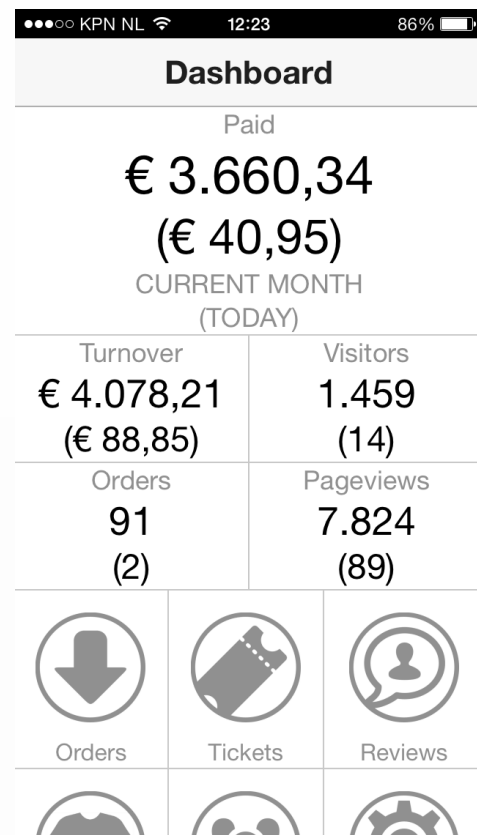 KPN NL 12:23 86%
Dashboard
Paid
€ 3.660,34
(€ 40,95)
CURRENT MONTH
(TODAY)
Turnover
€ 4.078,21
(€ 88,85)
Visitors
1.459
(14)
Orders
91
(2)
Pageviews
7.824
(89)
Orders
Tickets
Reviews